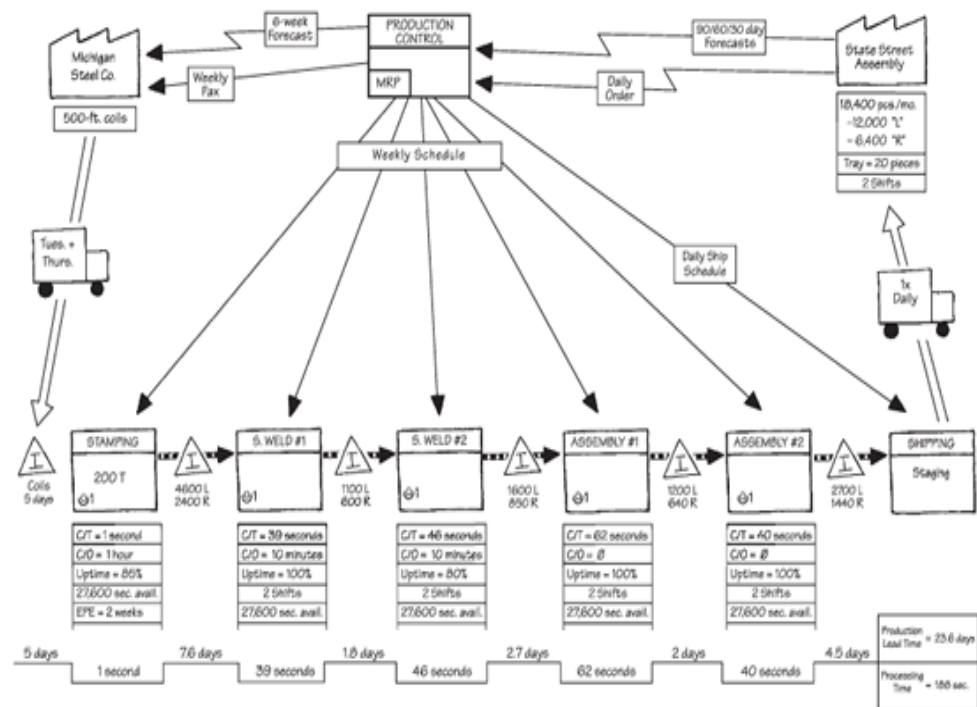 6-week
Forecast
PRODUCTION
CONTROL
90/60/30 day
Forecasts
Michigan
Steel Co.
State Street
Assembly
Weekly
Fax
MRP
Daily
Order
500-ft. coils
18,400 pcs./mo.
-12,000 "L"
- 6,400 "R"
Tray = 20 pieces
2 Shifts
Weekly Schedule
Tues. +
Thurs.
Daily Ship
Schedule
1x
Daily
I
Coils
5 days
STAMPING
200 T
1
I
4600 L
2400 R
S. WELD #1
1
I
1100 L
600 R
S. WELD #2
1
I
1600 L
850 R
ASSEMBLY #1
1
I
1200 L
640 R
ASSEMBLY #2
1
I
2700 L
1440 R
SHIPPING
Staging
C/T = 1 second
C/O = 1 hour
Uptime = 85%
27,600 sec. avail.
EPE = 2 weeks
C/T = 39 seconds
C/O = 10 minutes
Uptime = 100%
2 Shifts
27,600 sec. avail.
C/T = 46 seconds
C/O = 10 minutes
Uptime = 80%
2 Shifts
27,600 sec. avail.
C/T = 62 seconds
C/O = Ø
Uptime = 100%
2 Shifts
27,600 sec. avail.
C/T = 40 seconds
C/O = Ø
Uptime = 100%
2 Shifts
27,600 sec. avail.
5 days
1 second
7.6 days
39 seconds
1.8 days
46 seconds
2.7 days
62 seconds
2 days
40 seconds
4.5 days
Production
Lead Time = 23.6 days
Processing
Time = 188 sec.